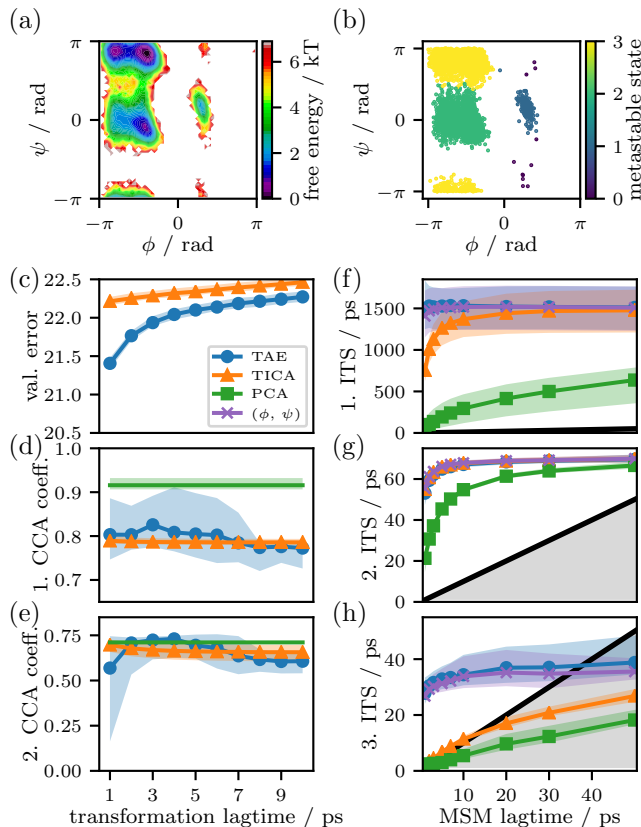 (a)
π
0
−π
ψ / rad
−π
0
π
ϕ / rad
6
4
2
0
free energy / kT
(b)
π
0
−π
ψ / rad
−π
0
π
ϕ / rad
3
2
1
0
metastable state
(c)
22.5
22.0
21.5
21.0
20.5
val. error
TAE
TICA
PCA
(ϕ, ψ)
(d)
1.0
0.9
0.8
0.7
1. CCA coeff.
(e)
0.75
0.50
0.25
0.00
2. CCA coeff.
1
3
5
7
9
transformation lagtime / ps
(f)
1500
1000
500
0
1. ITS / ps
(g)
60
40
20
0
2. ITS / ps
(h)
40
20
0
3. ITS / ps
10
20
30
40
MSM lagtime / ps